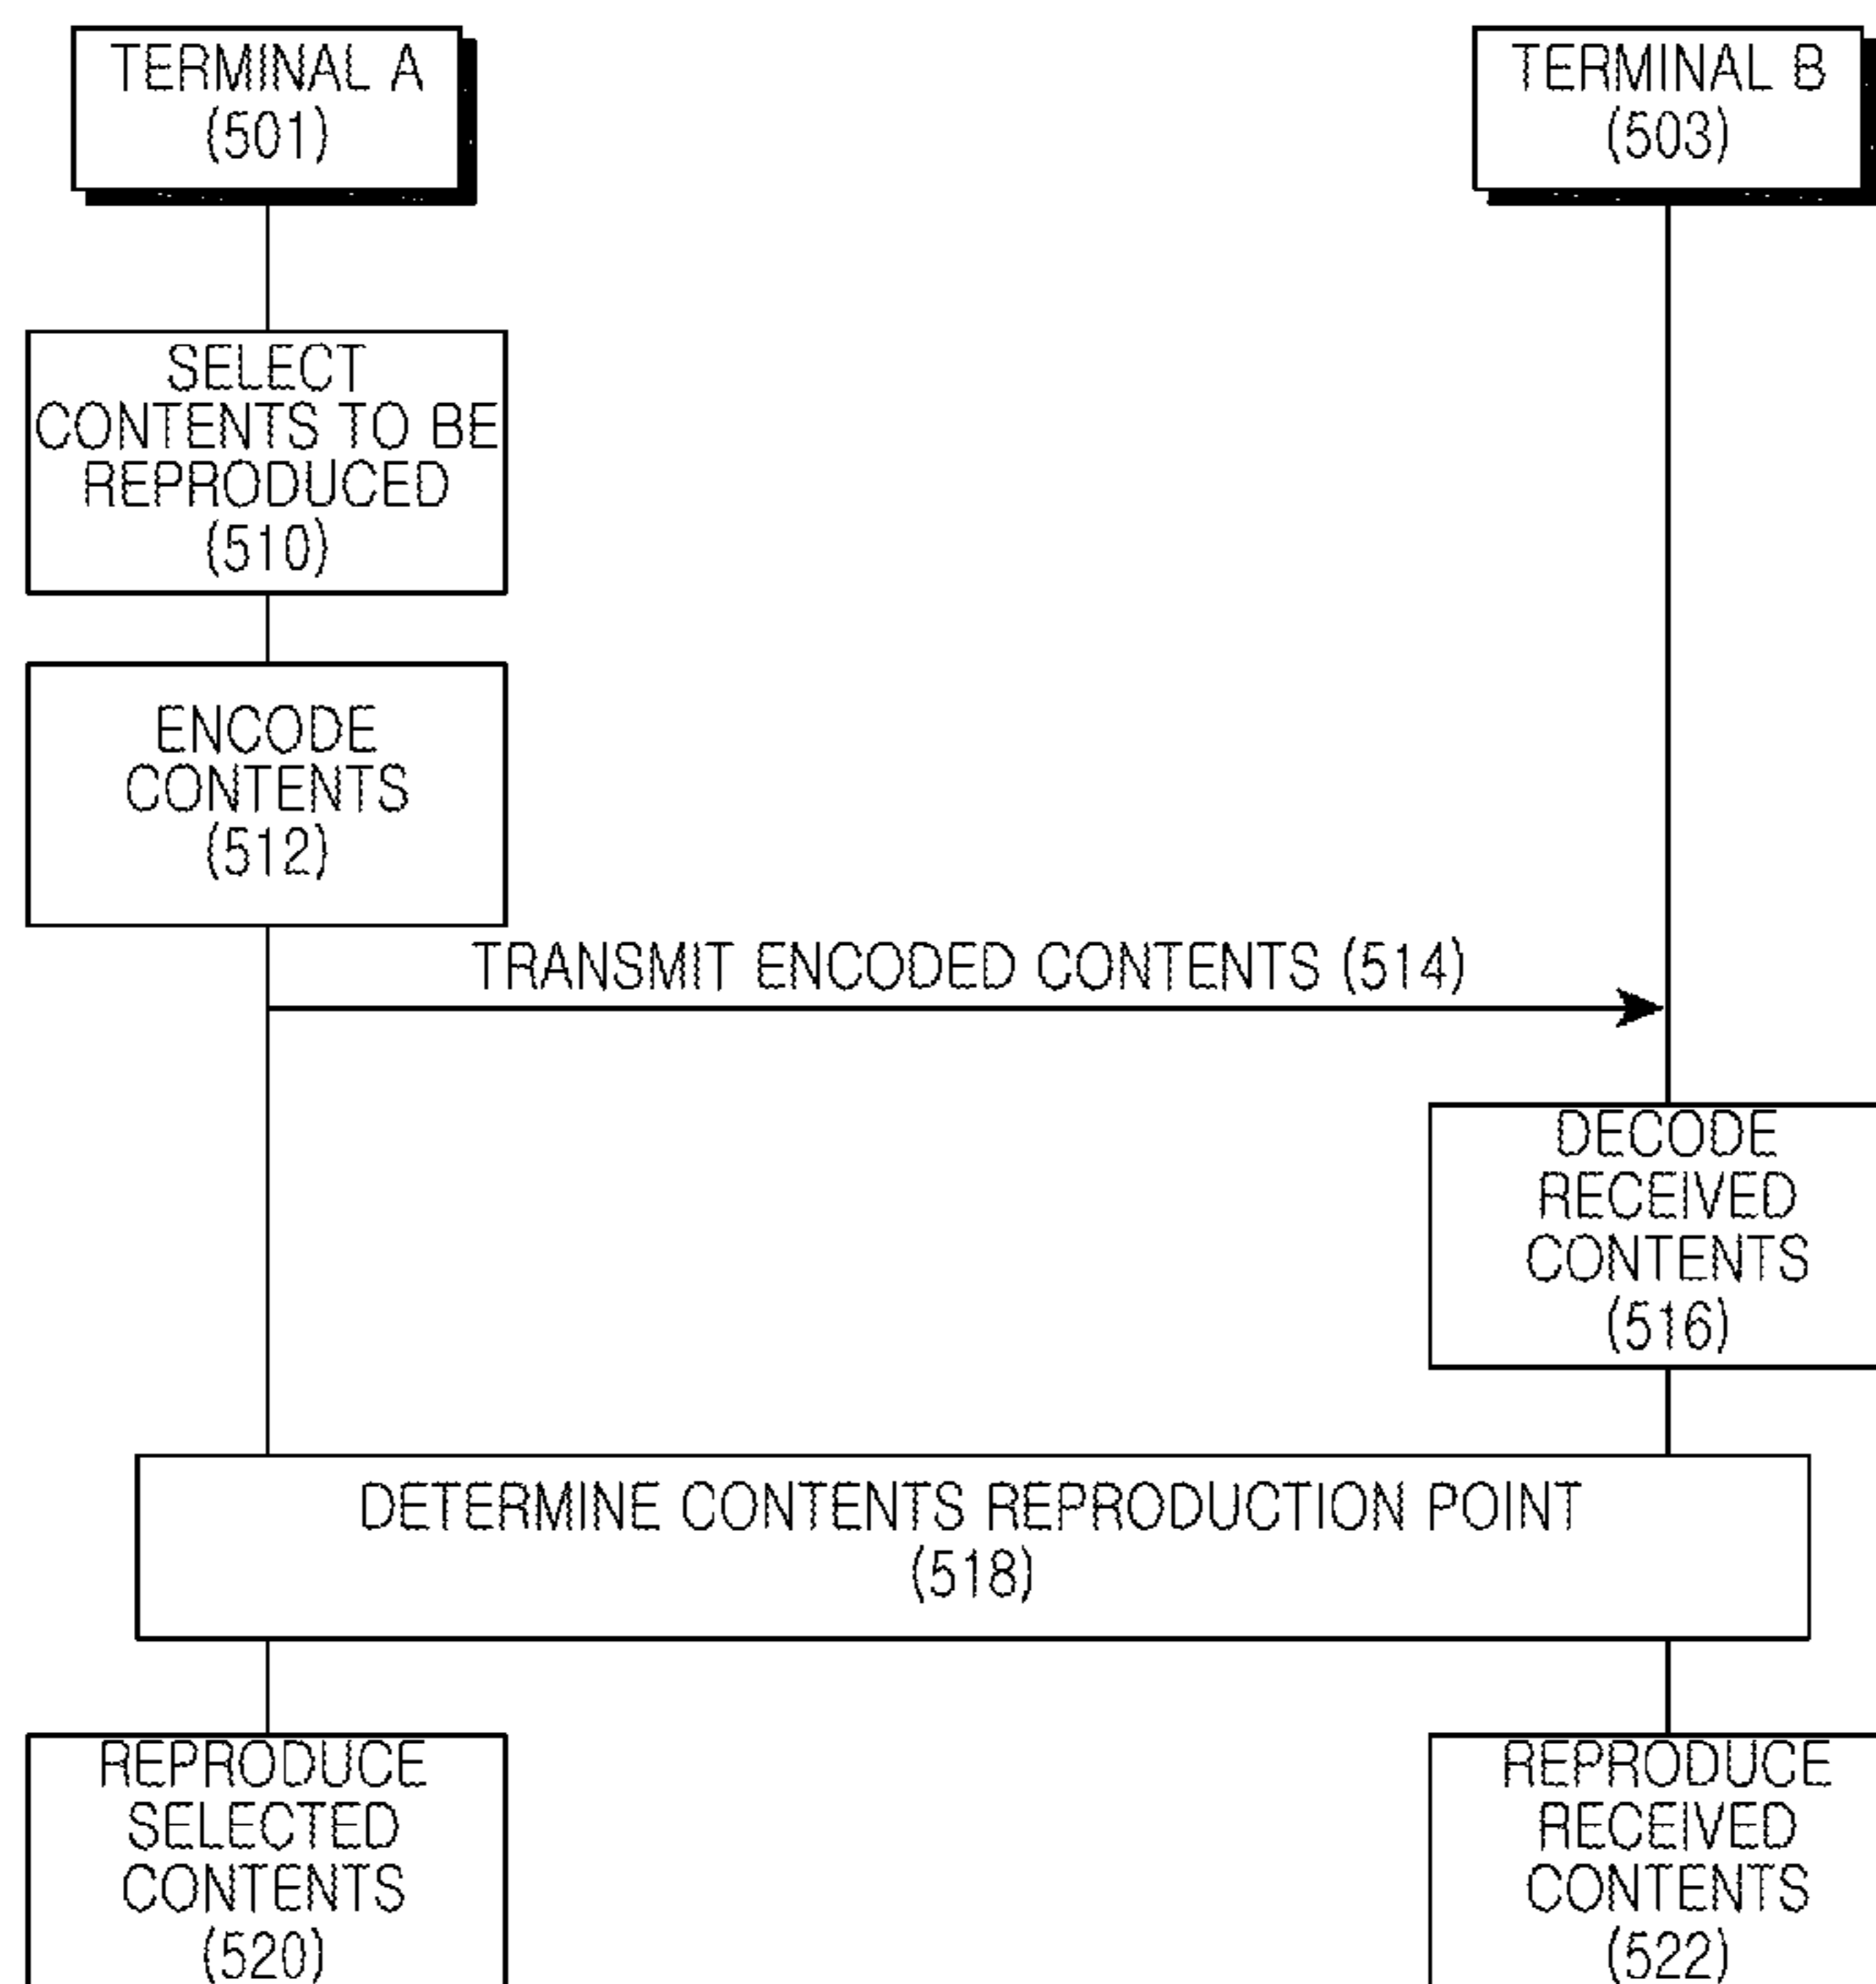 TERMINAL A
(501)
TERMINAL B
(503)
SELECT
CONTENTS TO BE
REPRODUCED
(510)
ENCODE
CONTENTS
(512)
TRANSMIT ENCODED CONTENTS (514)
DECODE
RECEIVED
CONTENTS
(516)
DETERMINE CONTENTS REPRODUCTION POINT
(518)
REPRODUCE
SELECTED
CONTENTS
(520)
REPRODUCE
RECEIVED
CONTENTS
(522)